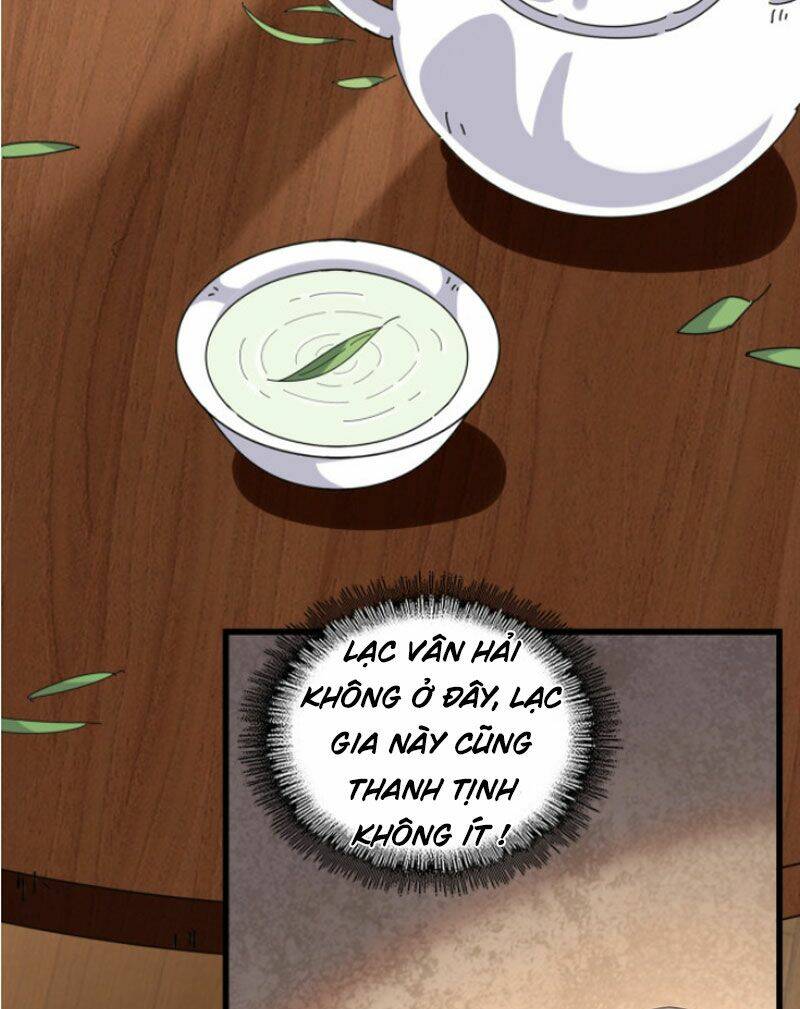 LẠC VÂN HẢI
KHÔNG Ở ĐÂY, LẠC
GIA NÀY CŨNG
THANH TỊNH
KHÔNG ÍT !